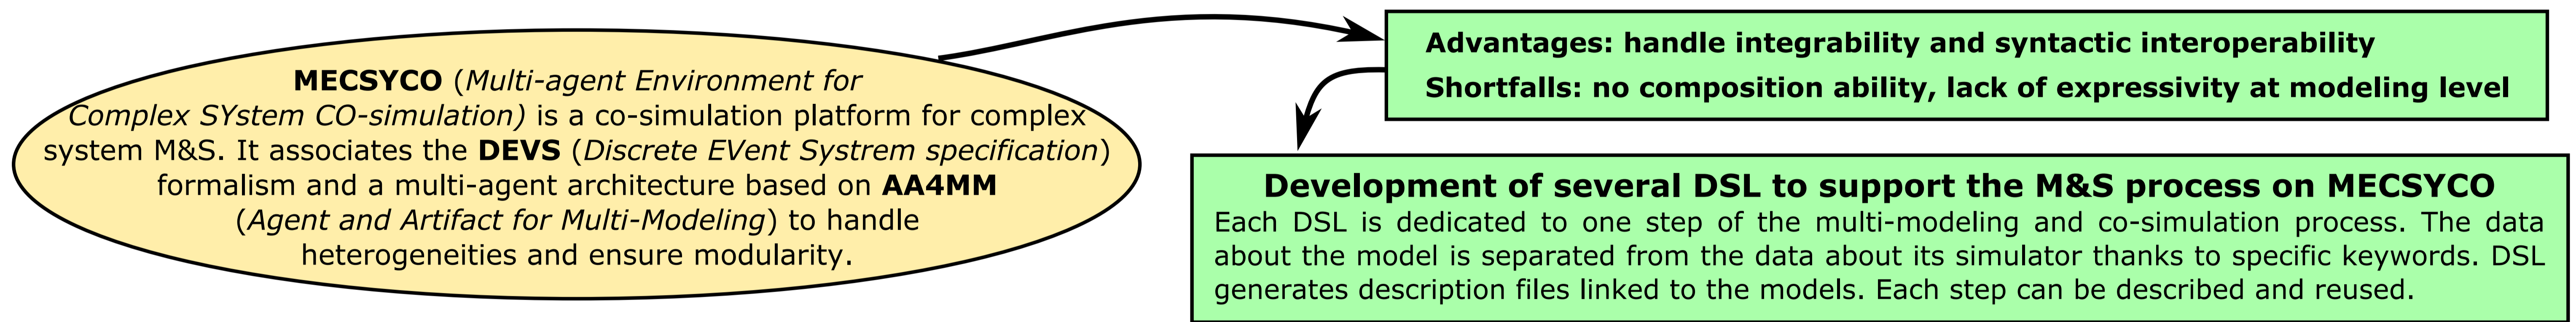 MECSYCO (Multi-agent Environment for
Complex SYstem CO-simulation) is a co-simulation platform for complex
system M&S. It associates the DEVS (Discrete EVent Systrem specification)
formalism and a multi-agent architecture based on AA4MM
(Agent and Artifact for Multi-Modeling) to handle
heterogeneities and ensure modularity.
Advantages: handle integrability and syntactic interoperability
Shortfalls: no composition ability, lack of expressivity at modeling level
Development of several DSL to support the M&S process on MECSYCO
Each DSL is dedicated to one step of the multi-modeling and co-simulation process. The data
about the model is separated from the data about its simulator thanks to specific keywords. DSL
generates description files linked to the models. Each step can be described and reused.